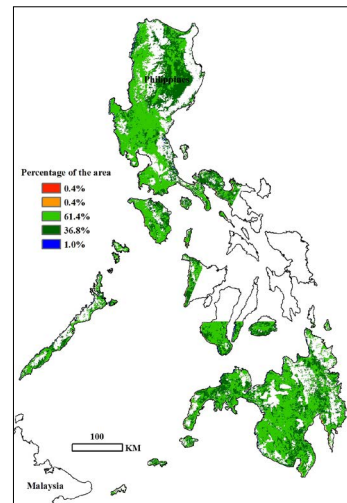 Philippines
Percentage of the area
0.4%
0.4%
61.4%
36.8%
1.0%
100
KM
Malaysia